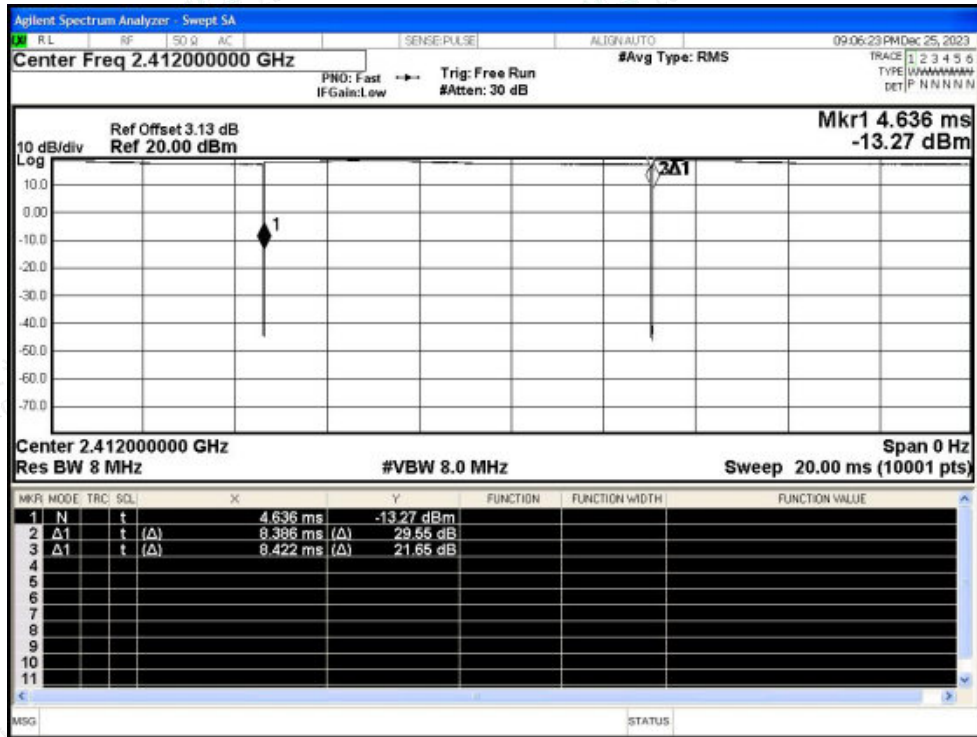 Agilent Spectrum Analyzer - Swept SA
RL RF 50 Ω AC SENSE:PULSE ALIGN AUTO 09:06:23 PM Dec 25, 2023
Center Freq 2.412000000 GHz #Avg Type: RMS TRACE 1 2 3 4 5 6
PNO: Fast Trig: Free Run TYPE
IFGain:Low #Atten: 30 dB DET P N N N N N
Mkr1 4.636 ms
Ref Offset 3.13 dB
10 dB/div Ref 20.00 dBm -13.27 dBm
Log
10.0
0.00
-10.0
-20.0
-30.0
-40.0
-50.0
-60.0
-70.0
1
3Δ1
Center 2.412000000 GHz Span 0 Hz
Res BW 8 MHz #VBW 8.0 MHz Sweep 20.00 ms (10001 pts)
MKR MODE TRC SCL X Y FUNCTION FUNCTION WIDTH FUNCTION VALUE
1 N t 4.636 ms -13.27 dBm
2 Δ1 t (Δ) 8.386 ms (Δ) 29.55 dB
3 Δ1 t (Δ) 8.422 ms (Δ) 21.65 dB
4
5
6
7
8
9
10
11
MSG STATUS